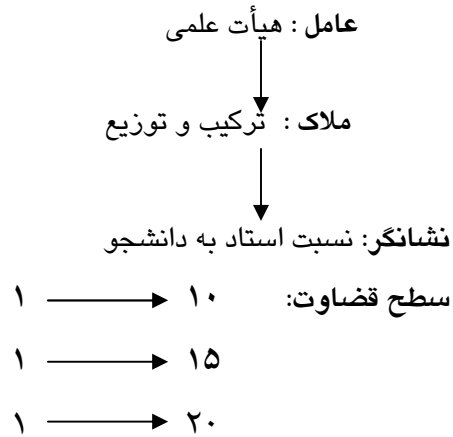 عامل : هیأت علمی
ملاک : ترکیب و توزیع
نشانگر: نسبت استاد به دانشجو
سطح قضاوت: ۱۰ ۱
۱۵ ۱
۲۰ ۱